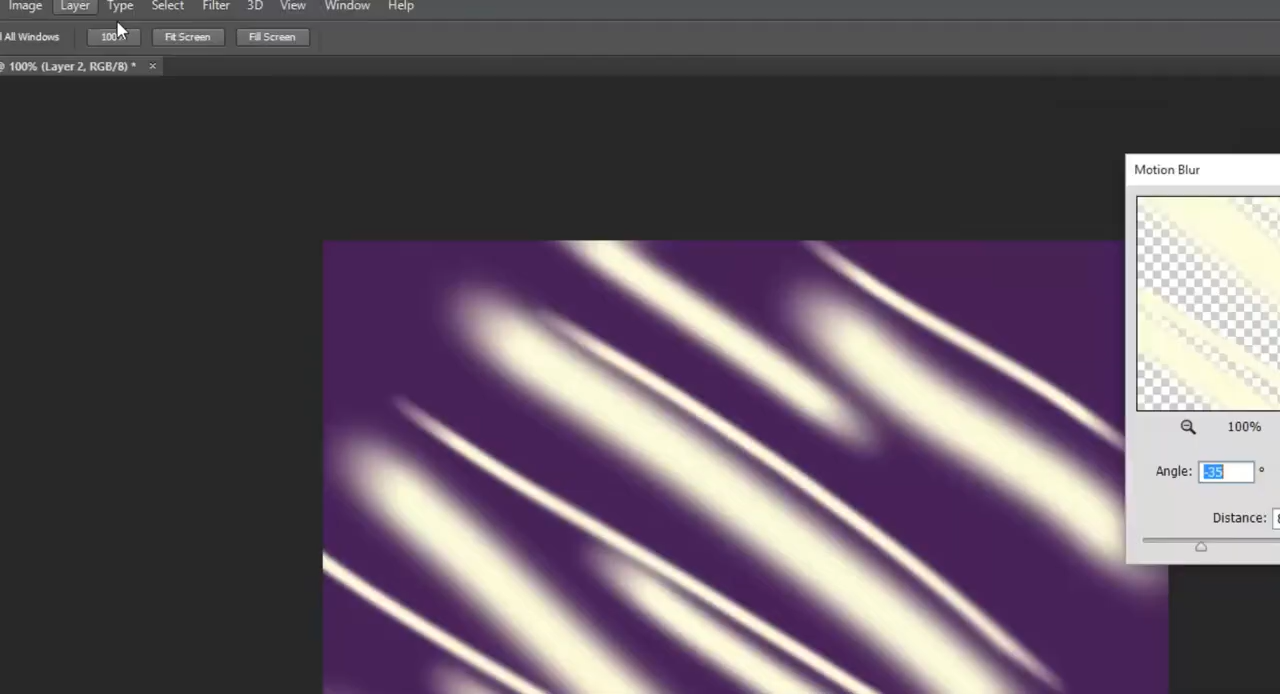 Image Layer Type Select Filter 3D View Window Help
All Windows 100% Fit Screen Fill Screen
@ 100% (Layer 2, RGB/8) * ×
Motion Blur
100%
Angle: -35 °
Distance: